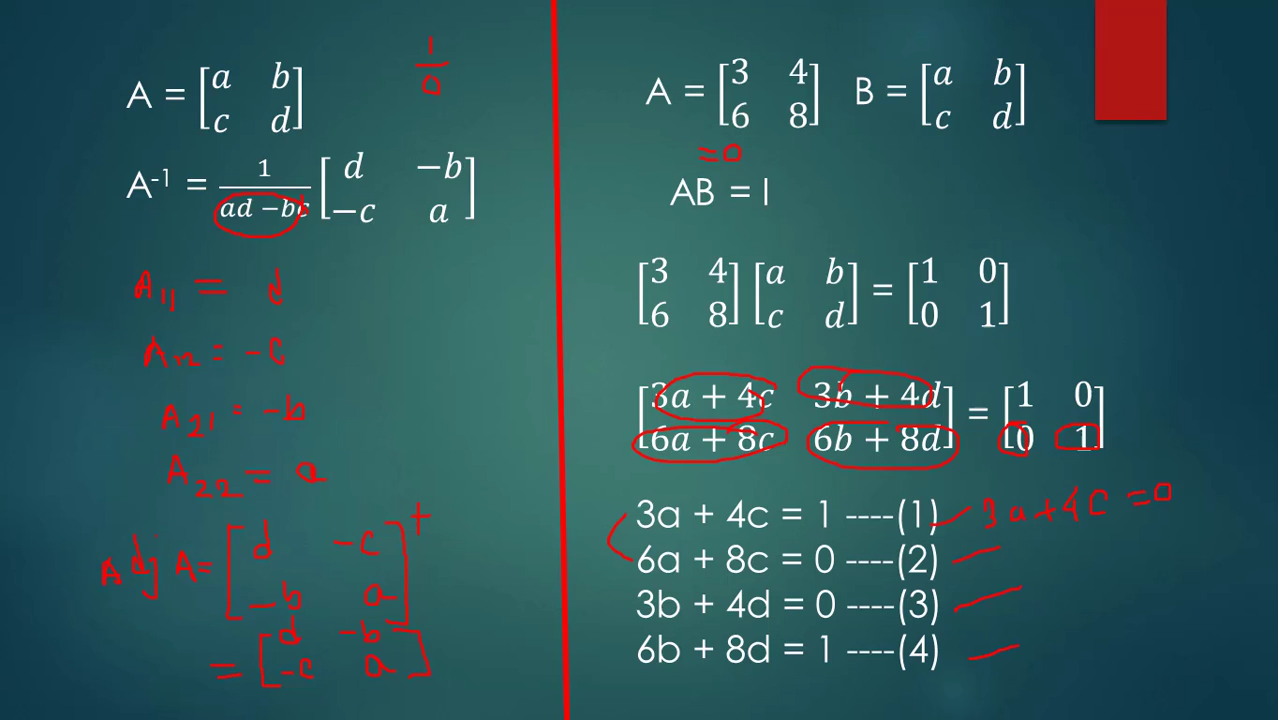 A = [a b
c d]
1
0
A-1 = 1/(ad −bc) [d −b
−c a]
A11 = d
A12 = -c
A21 = -b
A22 = a
Adj A = [d -c
-b a]+
= [d -b
-c a]
A = [3 4
6 8] B = [a b
c d]
=0
AB = I
[3 4
6 8] [a b
c d] = [1 0
0 1]
[3a + 4c 3b + 4d
6a + 8c 6b + 8d] = [1 0
0 1]
3a + 4c = 1 ----(1) 3a+4C =0
6a + 8c = 0 ----(2)
3b + 4d = 0 ----(3)
6b + 8d = 1 ----(4)